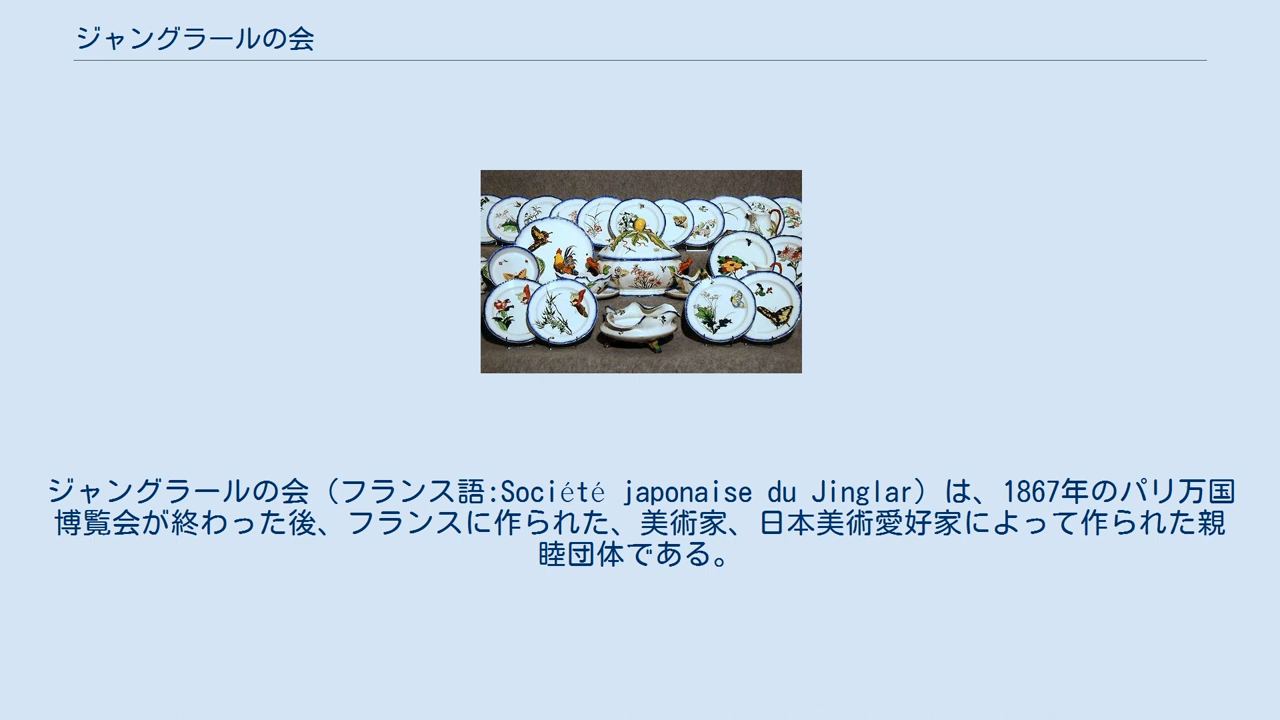 ジャングラールの会
ジャングラールの会（フランス語:Société japonaise du Jinglar）は、1867年のパリ万国
博覧会が終わった後、フランスに作られた、美術家、日本美術愛好家によって作られた親
睦団体である。